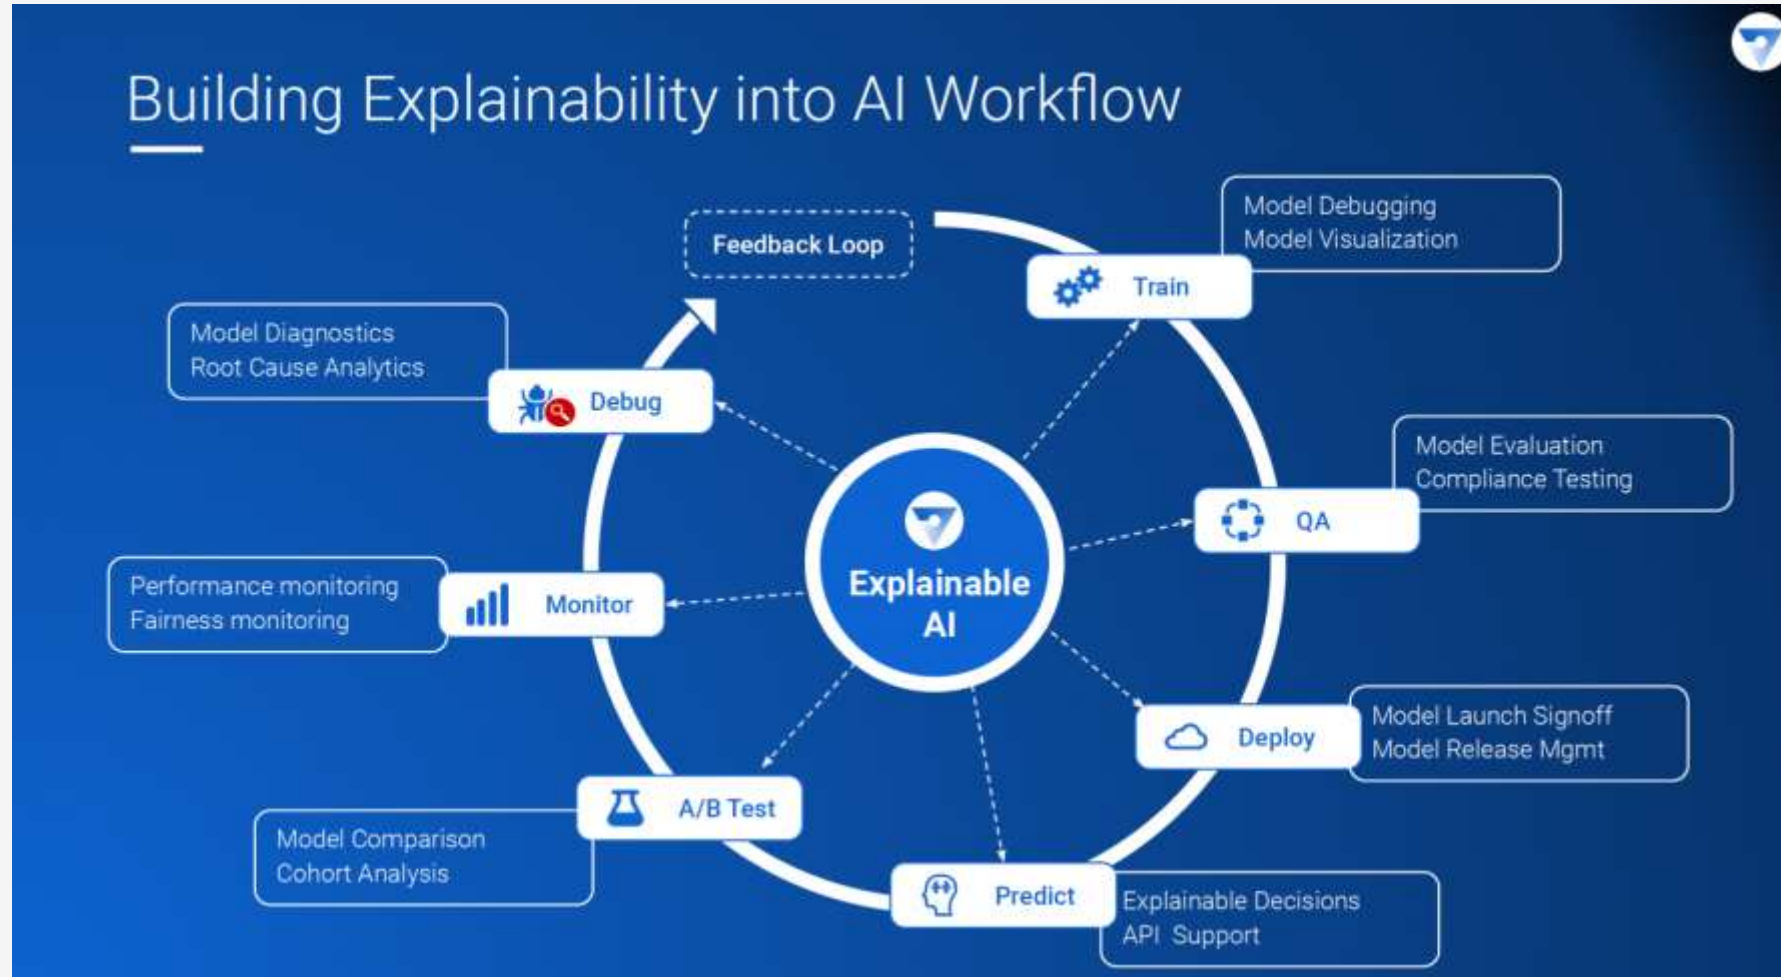 Building Explainability into AI Workflow
Feedback Loop
Model Debugging
Model Visualization
Train
Model Evaluation
Compliance Testing
QA
Model Launch Signoff
Model Release Mgmt
Deploy
Explainable Decisions
API Support
Predict
A/B Test
Model Comparison
Cohort Analysis
Performance monitoring
Fairness monitoring
Monitor
Model Diagnostics
Root Cause Analytics
Debug
Explainable
AI